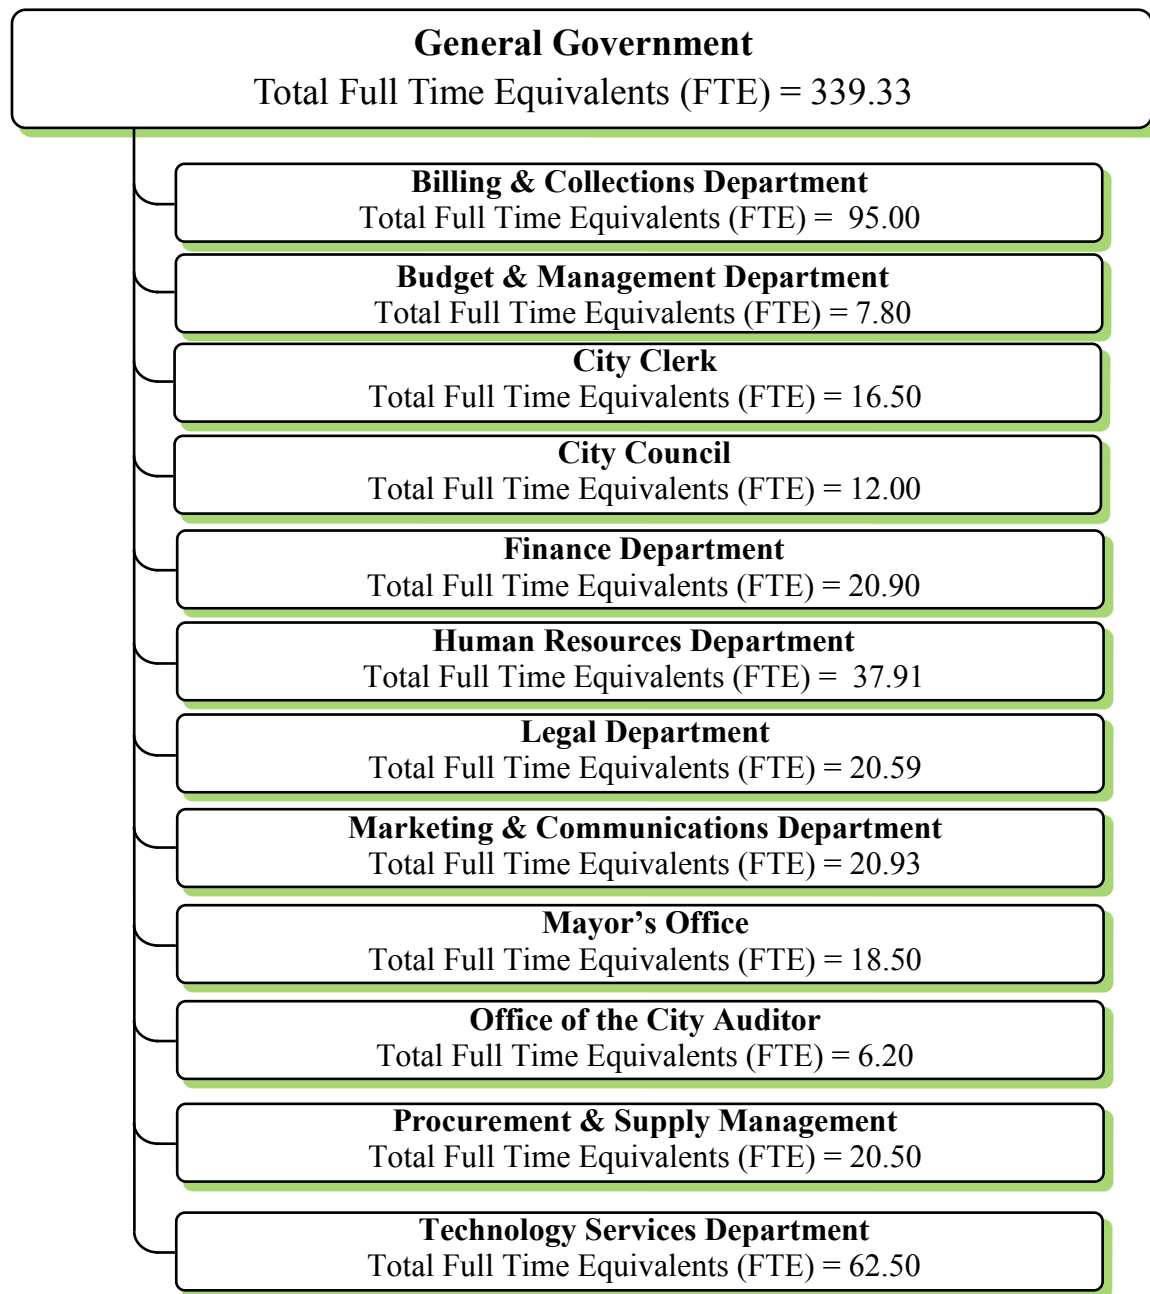 General Government
Total Full Time Equivalents (FTE) = 339.33
Billing & Collections Department
Total Full Time Equivalents (FTE) =  95.00
Budget & Management Department
Total Full Time Equivalents (FTE) = 7.80
City Clerk
Total Full Time Equivalents (FTE) = 16.50
City Council
Total Full Time Equivalents (FTE) = 12.00
Finance Department
Total Full Time Equivalents (FTE) = 20.90
Human Resources Department
Total Full Time Equivalents (FTE) =  37.91
Legal Department
Total Full Time Equivalents (FTE) = 20.59
Marketing & Communications Department
Total Full Time Equivalents (FTE) = 20.93
Mayor’s Office
Total Full Time Equivalents (FTE) = 18.50
Office of the City Auditor
Total Full Time Equivalents (FTE) = 6.20
Procurement & Supply Management
Total Full Time Equivalents (FTE) = 20.50
Technology Services Department
Total Full Time Equivalents (FTE) = 62.50